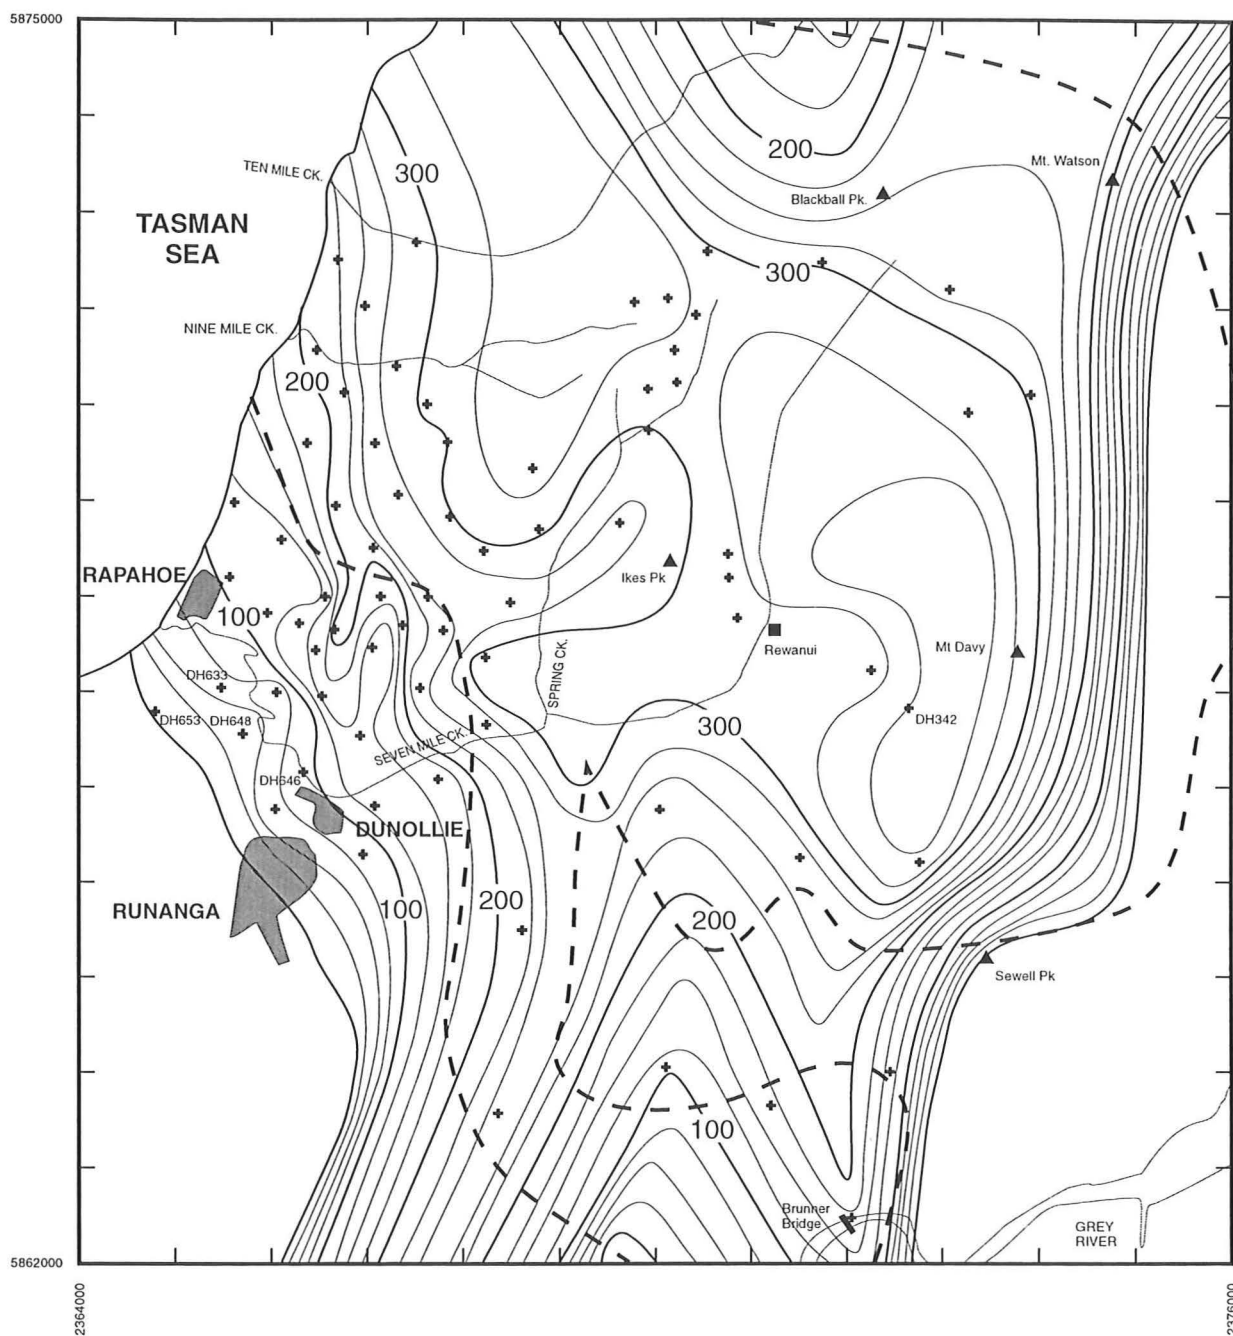 5875000
TEN MILE CK.
300
200
Mt. Watson
Blackball Pk.
TASMAN
SEA
300
NINE MILE CK.
200
RAPAHOE
100
Ikes Pk
Rewanui
Mt Davy
SPRING CK.
DH633
DH653
DH648
DH342
SEVEN MILE CK.
300
DH646
DUNOLLIE
RUNANGA
100
200
200
Sewell Pk
100
Brunner
Bridge
GREY
RIVER
5862000
2364000
2376000